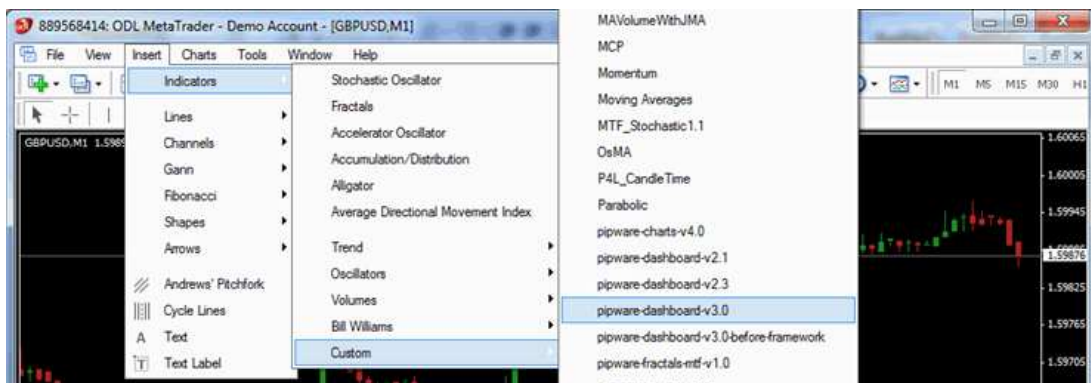 889568414: ODL MetaTrader - Demo Account - [GBPUSD,M1]
File View Insert Charts Tools Window Help
M1 M5 M15 M30 H1
GBPUSD,M1
Indicators
Lines
Channels
Gann
Fibonacci
Shapes
Arrows
Andrews' Pitchfork
Cycle Lines
A Text
T Text Label
Stochastic Oscillator
Fractals
Accelerator Oscillator
Accumulation/Distribution
Alligator
Average Directional Movement Index
Trend
Oscillators
Volumes
Bill Williams
Custom
MAVolumeWithJMA
MCP
Momentum
Moving Averages
MTF_Stochastic1.1
OsMA
P4L_CandleTime
Parabolic
pipware-charts-v4.0
pipware-dashboard-v2.1
pipware-dashboard-v2.3
pipware-dashboard-v3.0
pipware-dashboard-v3.0-before-framework
pipware-fractals-mtf-v1.0
1.60065
1.60005
1.59945
1.59876
1.59825
1.59765
1.59705